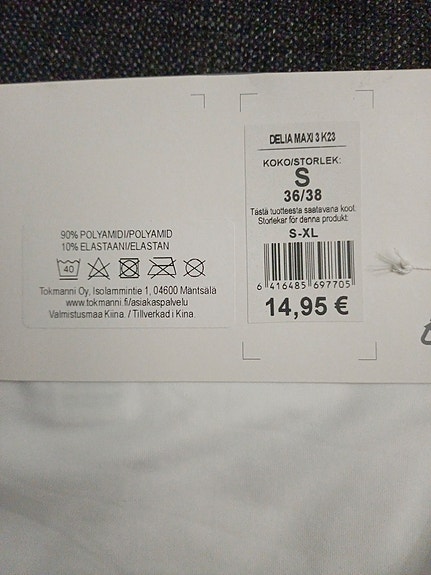 DELIA MAXI 3 K23
KOKO/STORLEK:
S
36/38
Tästä tuotteesta saatavana koot:
Storlekar för denna produkt:
S-XL
6 416485 697705
14,95 €
90% POLYAMIDI/POLYAMID
10% ELASTAANI/ELASTAN
40
Tokmanni Oy, Isolammintie 1, 04600 Mäntsälä
www.tokmanni.fi/asiakaspalvelu
Valmistusmaa Kiina. / Tillverkad i Kina.